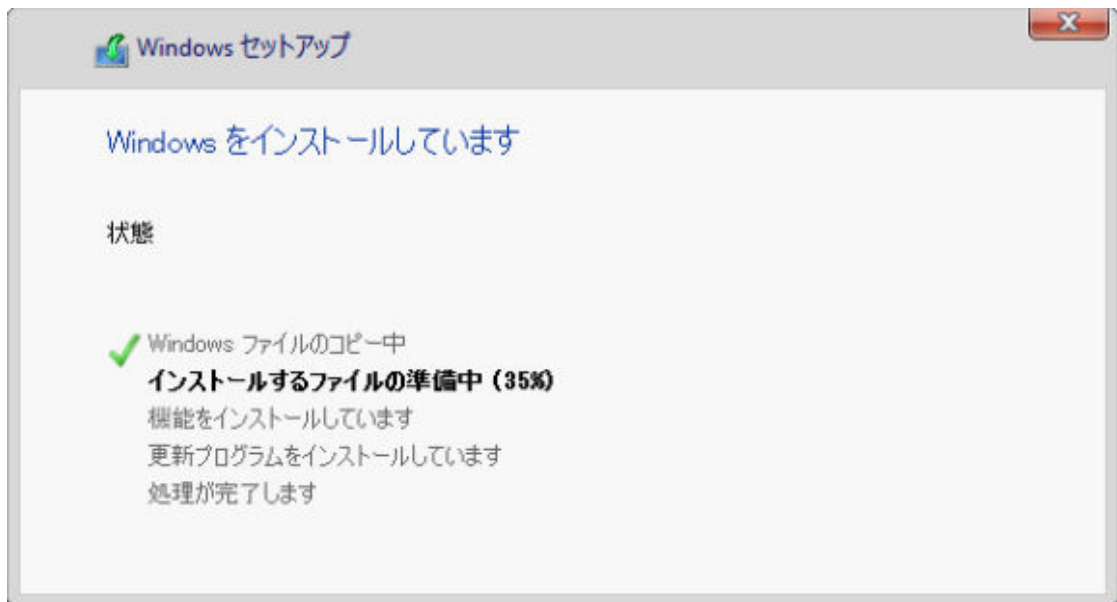 Windows セットアップ
Windows をインストールしています
状態
Windows ファイルのコピー中
インストールするファイルの準備中 (35%)
機能をインストールしています
更新プログラムをインストールしています
処理が完了します